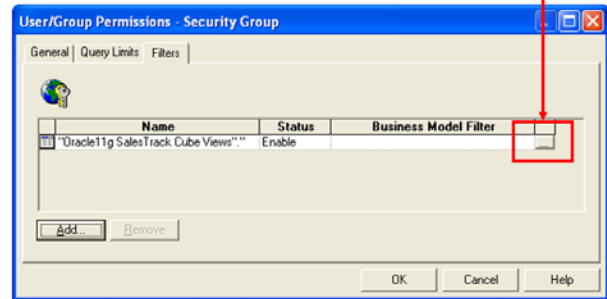 User/Group Permissions - Security Group
General Query Limits Filters
Name Status Business Model Filter
"Oracle11g SalesTrack Cube Views"." Enable ...
Add... Remove
OK Cancel Help